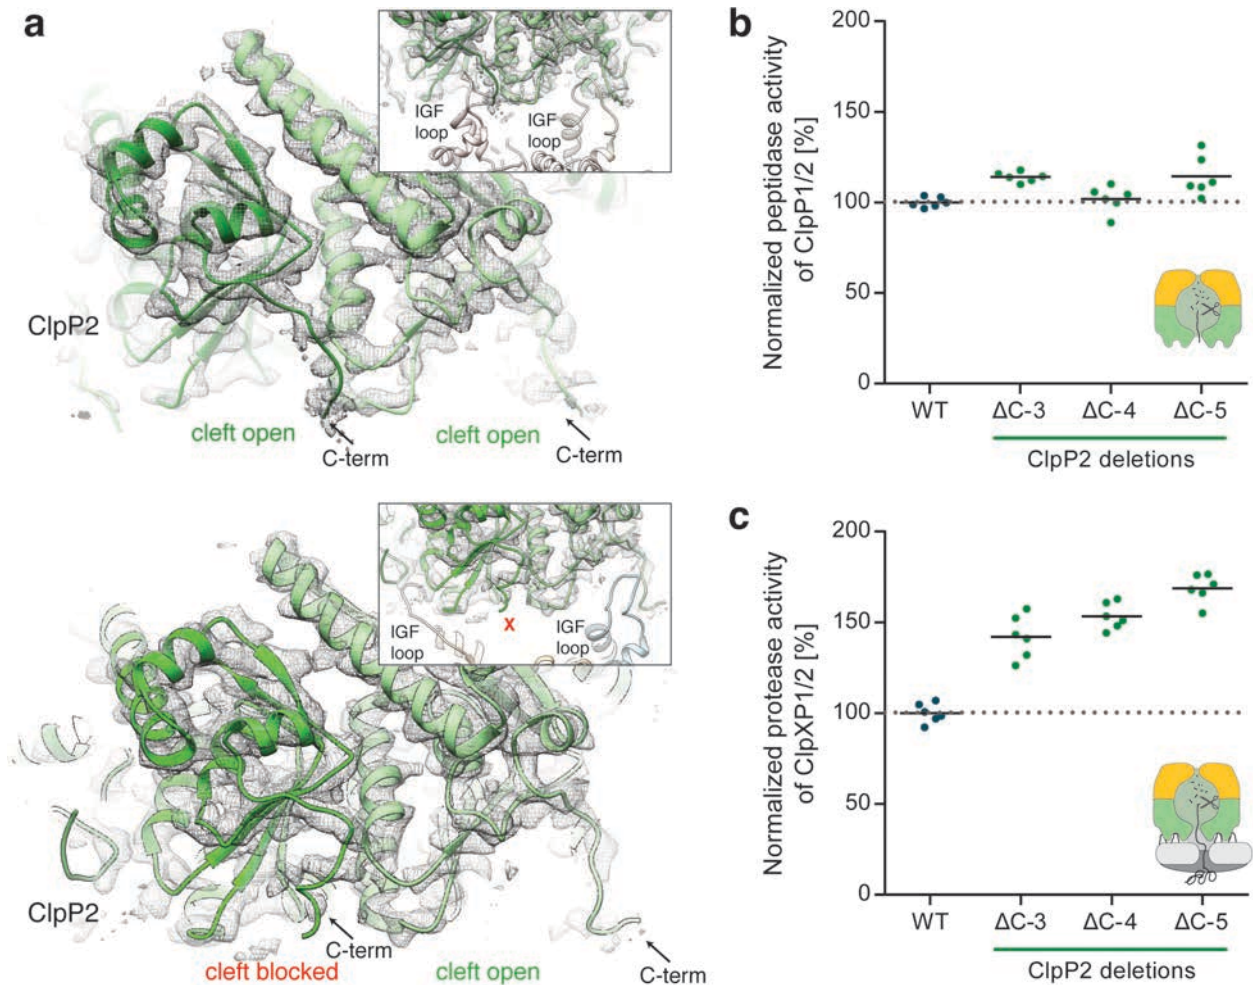 a
IGF
loop
IGF
loop
ClpP2
cleft open
C-term
cleft open
C-term
IGF
loop
X
IGF
loop
ClpP2
C-term
cleft blocked
cleft open
C-term
b
Normalized peptidase activity
of ClpP1/2 [%]
200
150
100
50
0
WT ΔC-3 ΔC-4 ΔC-5
ClpP2 deletions
c
Normalized protease activity
of ClpXP1/2 [%]
200
150
100
50
0
WT ΔC-3 ΔC-4 ΔC-5
ClpP2 deletions